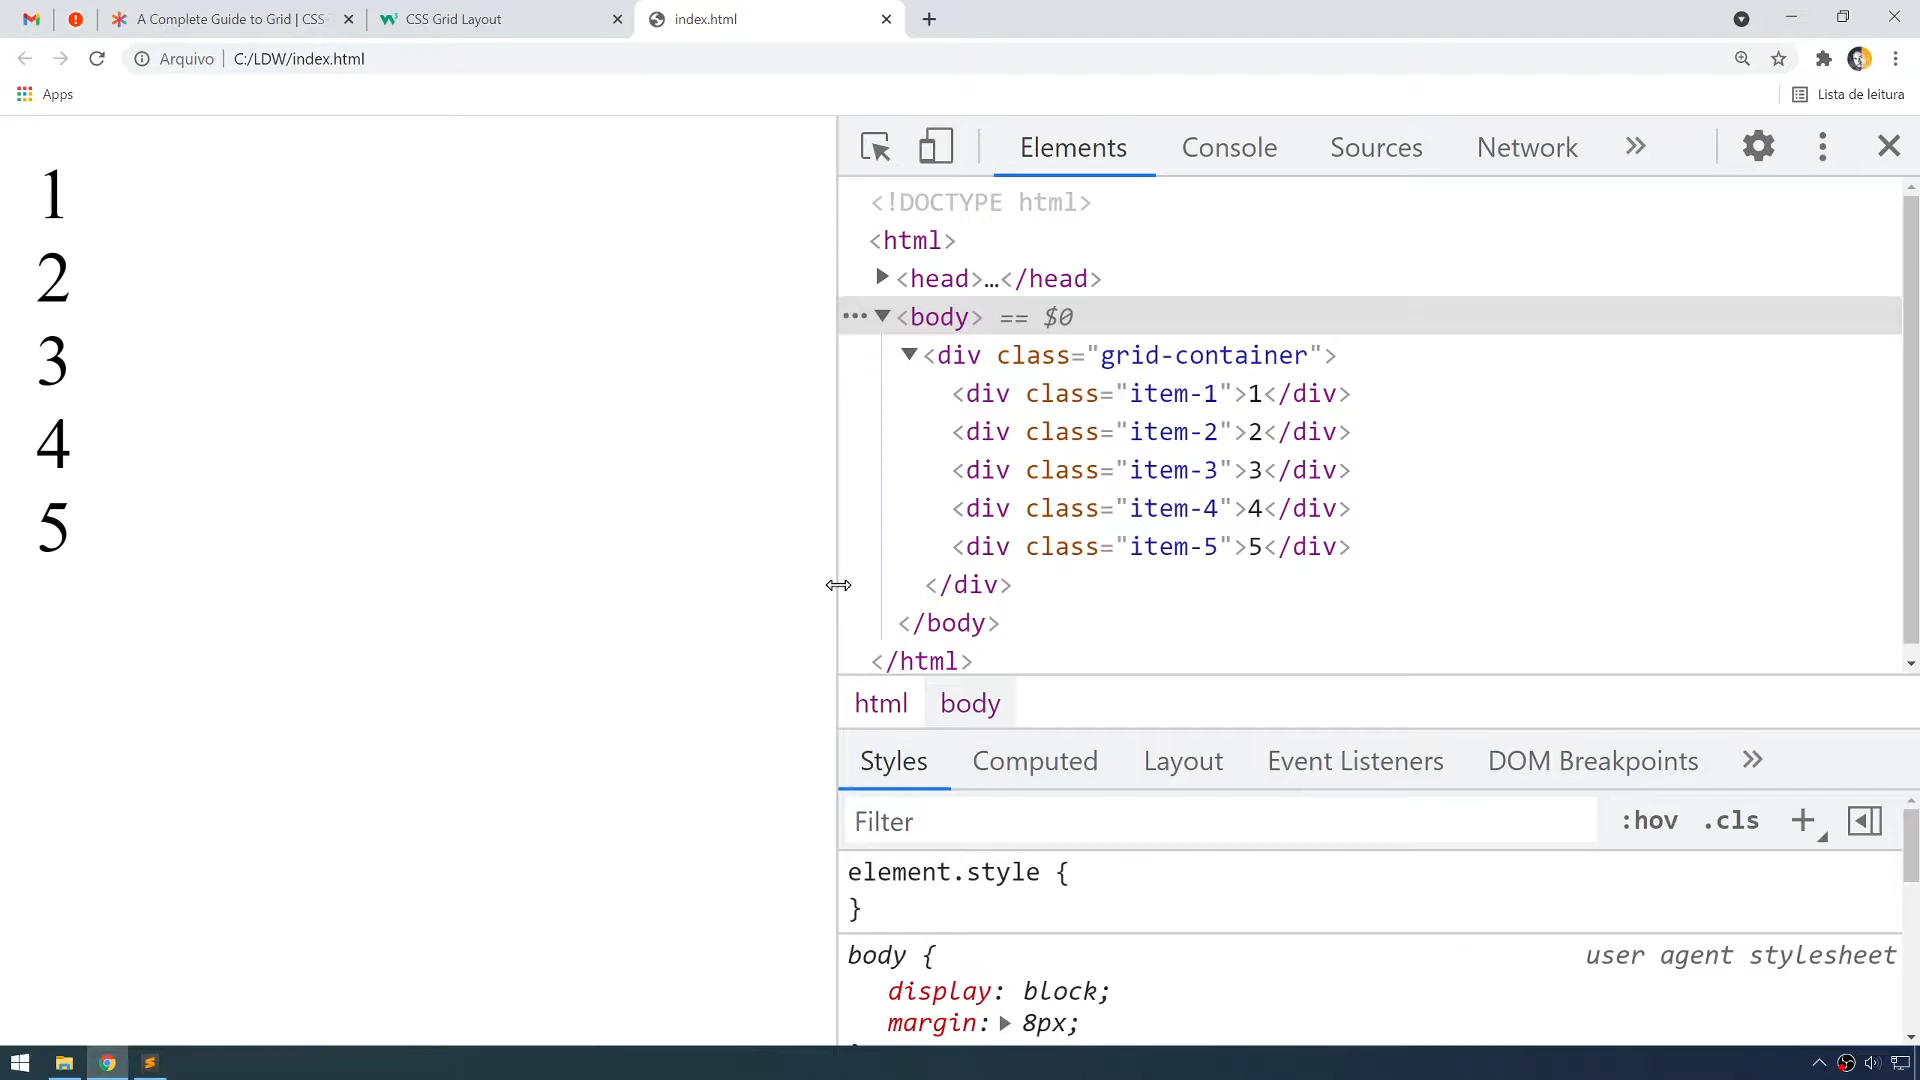 A Complete Guide to Grid | CSS-
CSS Grid Layout
index.html
Arquivo
C:/LDW/index.html
Apps
Lista de leitura
1
2
3
4
5
Elements
Console
Sources
Network
<!DOCTYPE html>
<html>
<head>…</head>
<body> == $0
<div class="grid-container">
<div class="item-1">1</div>
<div class="item-2">2</div>
<div class="item-3">3</div>
<div class="item-4">4</div>
<div class="item-5">5</div>
</div>
</body>
</html>
html
body
Styles
Computed
Layout
Event Listeners
DOM Breakpoints
Filter
:hov
.cls
element.style {
}
body {
user agent stylesheet
display: block;
margin: 8px;